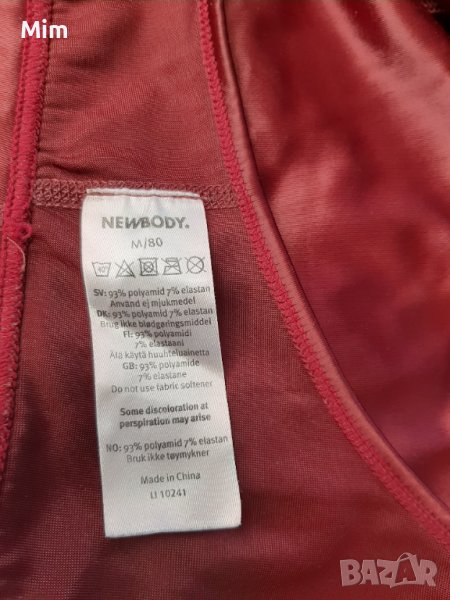 Mim
NEWBODY.
M/80
40
SV: 93% polyamid 7% elastan
Använd ej mjukmedel
DK: 93% polyamid 7% elastan
Brug ikke blødgøringsmiddel
FI: 93% polyamidi
7% elastaani
Älä käytä huuhteluainetta
GB: 93% polyamide
7% elastane
Do not use fabric softener
Some discoloration at
perspiration may arise
NO: 93% polyamid 7% elastan
Bruk ikke tøymykner
Made in China
LI 10241
BAZAR